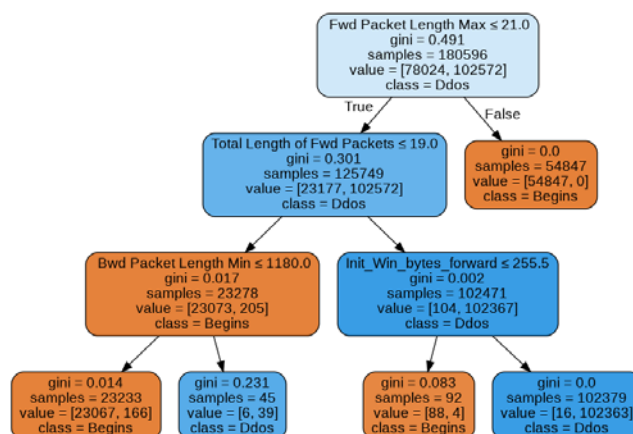 Fwd Packet Length Max ≤ 21.0
gini = 0.491
samples = 180596
value = [78024, 102572]
class = Ddos
True
False
Total Length of Fwd Packets ≤ 19.0
gini = 0.301
samples = 125749
value = [23177, 102572]
class = Ddos
gini = 0.0
samples = 54847
value = [54847, 0]
class = Begins
Bwd Packet Length Min ≤ 1180.0
gini = 0.017
samples = 23278
value = [23073, 205]
class = Begins
Init_Win_bytes_forward ≤ 255.5
gini = 0.002
samples = 102471
value = [104, 102367]
class = Ddos
gini = 0.014
samples = 23233
value = [23067, 166]
class = Begins
gini = 0.231
samples = 45
value = [6, 39]
class = Ddos
gini = 0.083
samples = 92
value = [88, 4]
class = Begins
gini = 0.0
samples = 102379
value = [16, 102363]
class = Ddos